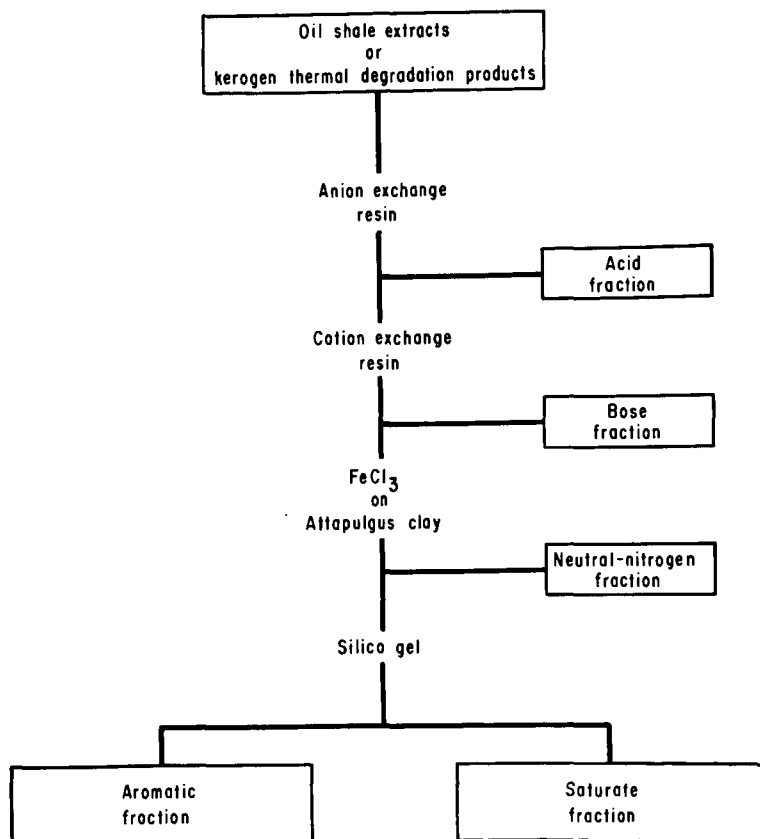 Oil shale extracts
or
kerogen thermal degradation products
Anion exchange
resin
Acid
fraction
Cation exchange
resin
Base
fraction
FeCl3
on
Attapulgus clay
Neutral-nitrogen
fraction
Silica gel
Aromatic
fraction
Saturate
fraction